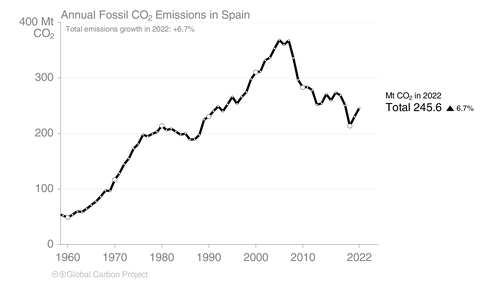 Annual Fossil CO₂ Emissions in Spain
400 Mt
CO₂
Total emissions growth in 2022: +6.7%
300
200
100
0
Mt CO₂ in 2022
Total 245.6 ▲ 6.7%
1960 1970 1980 1990 2000 2010 2022
Global Carbon Project